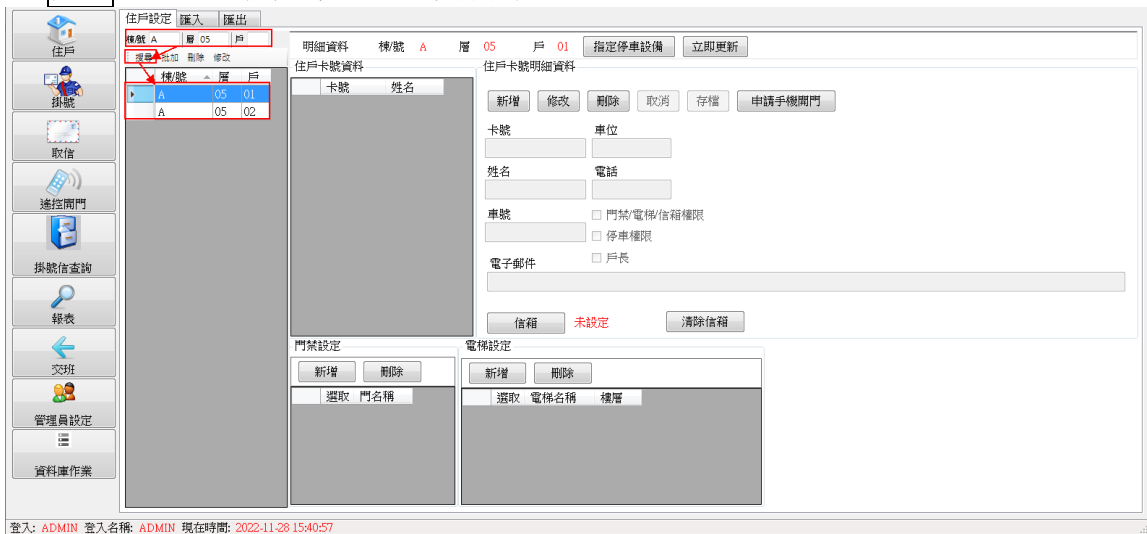 住戶設定 匯入 匯出
住戶
掛號
取信
遙控開門
掛號信查詢
報表
交班
管理員設定
資料庫作業
棟/號 A 層 05 戶
搜尋 批加 刪除 修改
棟/號 層 戶
A 05 01
A 05 02
明細資料 棟/號 A 層 05 戶 01 指定停車設備 立即更新
住戶卡號資料
卡號 姓名
住戶卡號明細資料
新增 修改 刪除 取消 存檔 申請手機開門
卡號 車位
姓名 電話
車號 門禁/電梯/信箱權限
停車權限
電子郵件 戶長
信箱 未設定 清除信箱
門禁設定
新增 刪除
選取 門名稱
電梯設定
新增 刪除
選取 電梯名稱 樓層
登入: ADMIN 登入名稱: ADMIN 現在時間: 2022-11-28 15:40:57